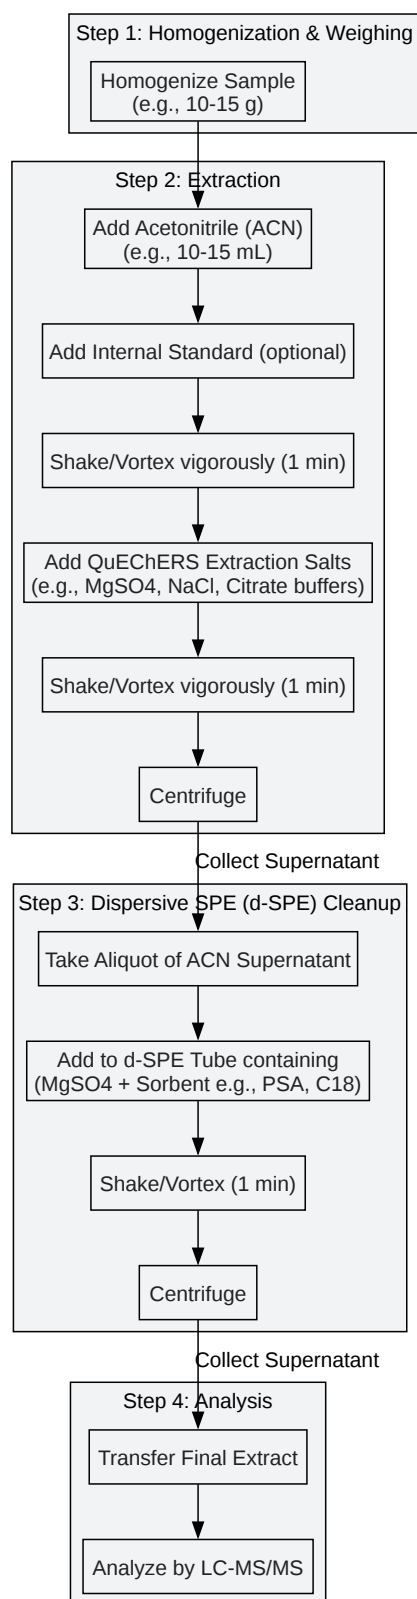 Step 1: Homogenization & Weighing
Homogenize Sample
(e.g., 10-15 g)
Step 2: Extraction
Add Acetonitrile (ACN)
(e.g., 10-15 mL)
Add Internal Standard (optional)
Shake/Vortex vigorously (1 min)
Add QuEChERS Extraction Salts
(e.g., MgSO4, NaCl, Citrate buffers)
Shake/Vortex vigorously (1 min)
Centrifuge
Collect Supernatant
Step 3: Dispersive SPE (d-SPE) Cleanup
Take Aliquot of ACN Supernatant
Add to d-SPE Tube containing
(MgSO4 + Sorbent e.g., PSA, C18)
Shake/Vortex (1 min)
Centrifuge
Collect Supernatant
Step 4: Analysis
Transfer Final Extract
Analyze by LC-MS/MS